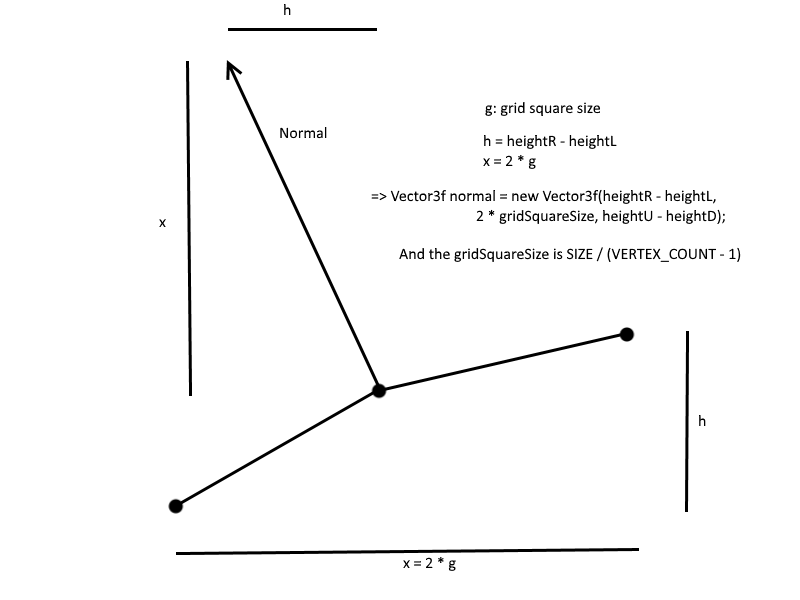 h
Normal
x
g: grid square size
h = heightR - heightL
x = 2 * g
=> Vector3f normal = new Vector3f(heightR - heightL,
2 * gridSquareSize, heightU - heightD);
And the gridSquareSize is SIZE / (VERTEX_COUNT - 1)
h
x = 2 * g